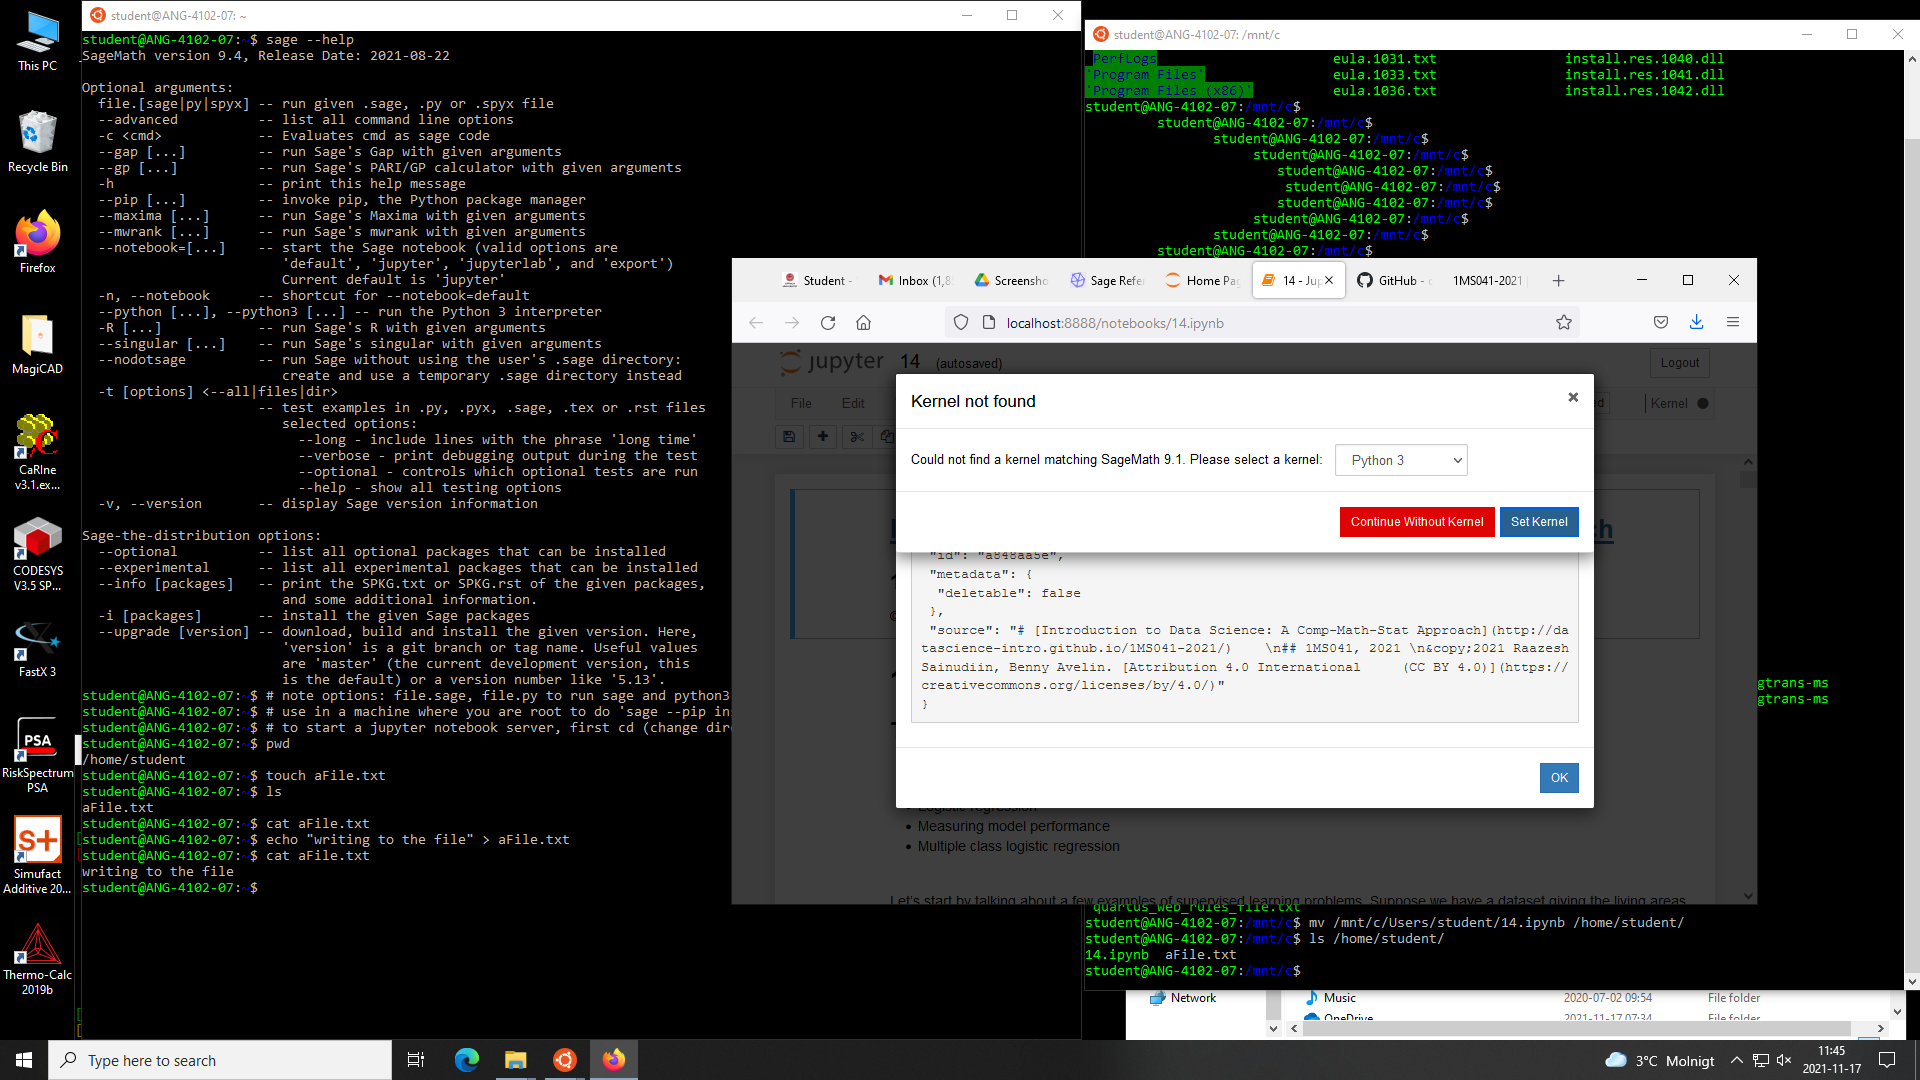 This PC
Recycle Bin
Firefox
MagiCAD
CaRIne
v3.1.ex...
CODESYS
V3.5 SP...
FastX 3
PSA
RiskSpectrum
PSA
S+
Simufact
Additive 20...
Thermo-Calc
2019b
student@ANG-4102-07: ~
student@ANG-4102-07:~$ sage --help
SageMath version 9.4, Release Date: 2021-08-22
Optional arguments:
  file.[sage|py|spyx] -- run given .sage, .py or .spyx file
  --advanced          -- list all command line options
  -c <cmd>            -- Evaluates cmd as sage code
  --gap [...]         -- run Sage's Gap with given arguments
  --gp [...]          -- run Sage's PARI/GP calculator with given arguments
  -h                  -- print this help message
  --pip [...]         -- invoke pip, the Python package manager
  --maxima [...]      -- run Sage's Maxima with given arguments
  --mwrank [...]      -- run Sage's mwrank with given arguments
  --notebook=[...]    -- start the Sage notebook (valid options are
                         'default', 'jupyter', 'jupyterlab', and 'export')
                         Current default is 'jupyter'
  -n, --notebook      -- shortcut for --notebook=default
  --python [...], --python3 [...] -- run the Python 3 interpreter
  -R [...]            -- run Sage's R with given arguments
  --singular [...]    -- run Sage's singular with given arguments
  --nodotsage         -- run Sage without using the user's .sage directory:
                         create and use a temporary .sage directory instead
  -t [options] <--all|files|dir>
                      -- test examples in .py, .pyx, .sage, .tex or .rst files
                         selected options:
                           --long - include lines with the phrase 'long time'
                           --verbose - print debugging output during the test
                           --optional - controls which optional tests are run
                           --help - show all testing options
  -v, --version       -- display Sage version information
Sage-the-distribution options:
  --optional          -- list all optional packages that can be installed
  --experimental      -- list all experimental packages that can be installed
  --info [packages]   -- print the SPKG.txt or SPKG.rst of the given packages,
                         and some additional information.
  -i [packages]       -- install the given Sage packages
  --upgrade [version] -- download, build and install the given version. Here,
                         'version' is a git branch or tag name. Useful values
                         are 'master' (the current development version, this
                         is the default) or a version number like '5.13'.
student@ANG-4102-07:~$ # note options: file.sage, file.py to run sage and python3
student@ANG-4102-07:~$ # use in a machine where you are root to do 'sage --pip ins
student@ANG-4102-07:~$ # to start a jupyter notebook server, first cd (change dire
student@ANG-4102-07:~$ pwd
/home/student
student@ANG-4102-07:~$ touch aFile.txt
student@ANG-4102-07:~$ ls
aFile.txt
student@ANG-4102-07:~$ cat aFile.txt
student@ANG-4102-07:~$ echo "writing to the file" > aFile.txt
student@ANG-4102-07:~$ cat aFile.txt
writing to the file
student@ANG-4102-07:~$
student@ANG-4102-07: /mnt/c
PerfLogs eula.1031.txt install.res.1040.dll
'Program Files' eula.1033.txt install.res.1041.dll
'Program Files (x86)' eula.1036.txt install.res.1042.dll
student@ANG-4102-07:/mnt/c$
student@ANG-4102-07:/mnt/c$
student@ANG-4102-07:/mnt/c$
student@ANG-4102-07:/mnt/c$
student@ANG-4102-07:/mnt/c$
student@ANG-4102-07:/mnt/c$
student@ANG-4102-07:/mnt/c$
student@ANG-4102-07:/mnt/c$
student@ANG-4102-07:/mnt/c$
student@ANG-4102-07:/mnt/c$
Student - Inbox (1,8 Screensho Sage Refe Home Pag 14 - Jup GitHub - 1MS041-2021
localhost:8888/notebooks/14.ipynb
jupyter 14 (autosaved) Logout
File Edit Kernel
Kernel not found
Could not find a kernel matching SageMath 9.1. Please select a kernel: Python 3
Continue Without Kernel Set Kernel
"id": "a848aa5e",
"metadata": {
"deletable": false
},
"source": "# [Introduction to Data Science: A Comp-Math-Stat Approach](http://da
tascience-intro.github.io/1MS041-2021/) \n## 1MS041, 2021 \n&copy;2021 Raazesh
Sainudiin, Benny Avelin. [Attribution 4.0 International (CC BY 4.0)](https://
creativecommons.org/licenses/by/4.0/)"
}
OK
Logistic regression
Measuring model performance
Multiple class logistic regression
Let's start by talking about a few examples of supervised learning problems. Suppose we have a dataset giving the living areas
gtrans-ms
gtrans-ms
quartus_web_rules_file.txt
student@ANG-4102-07:/mnt/c$ mv /mnt/c/Users/student/14.ipynb /home/student/
student@ANG-4102-07:/mnt/c$ ls /home/student/
14.ipynb aFile.txt
student@ANG-4102-07:/mnt/c$
Network Music 2020-07-02 09:54 File folder
OneDrive 2021-11-17 07:34 File folder
Type here to search
3°C Molnigt
11:45
2021-11-17